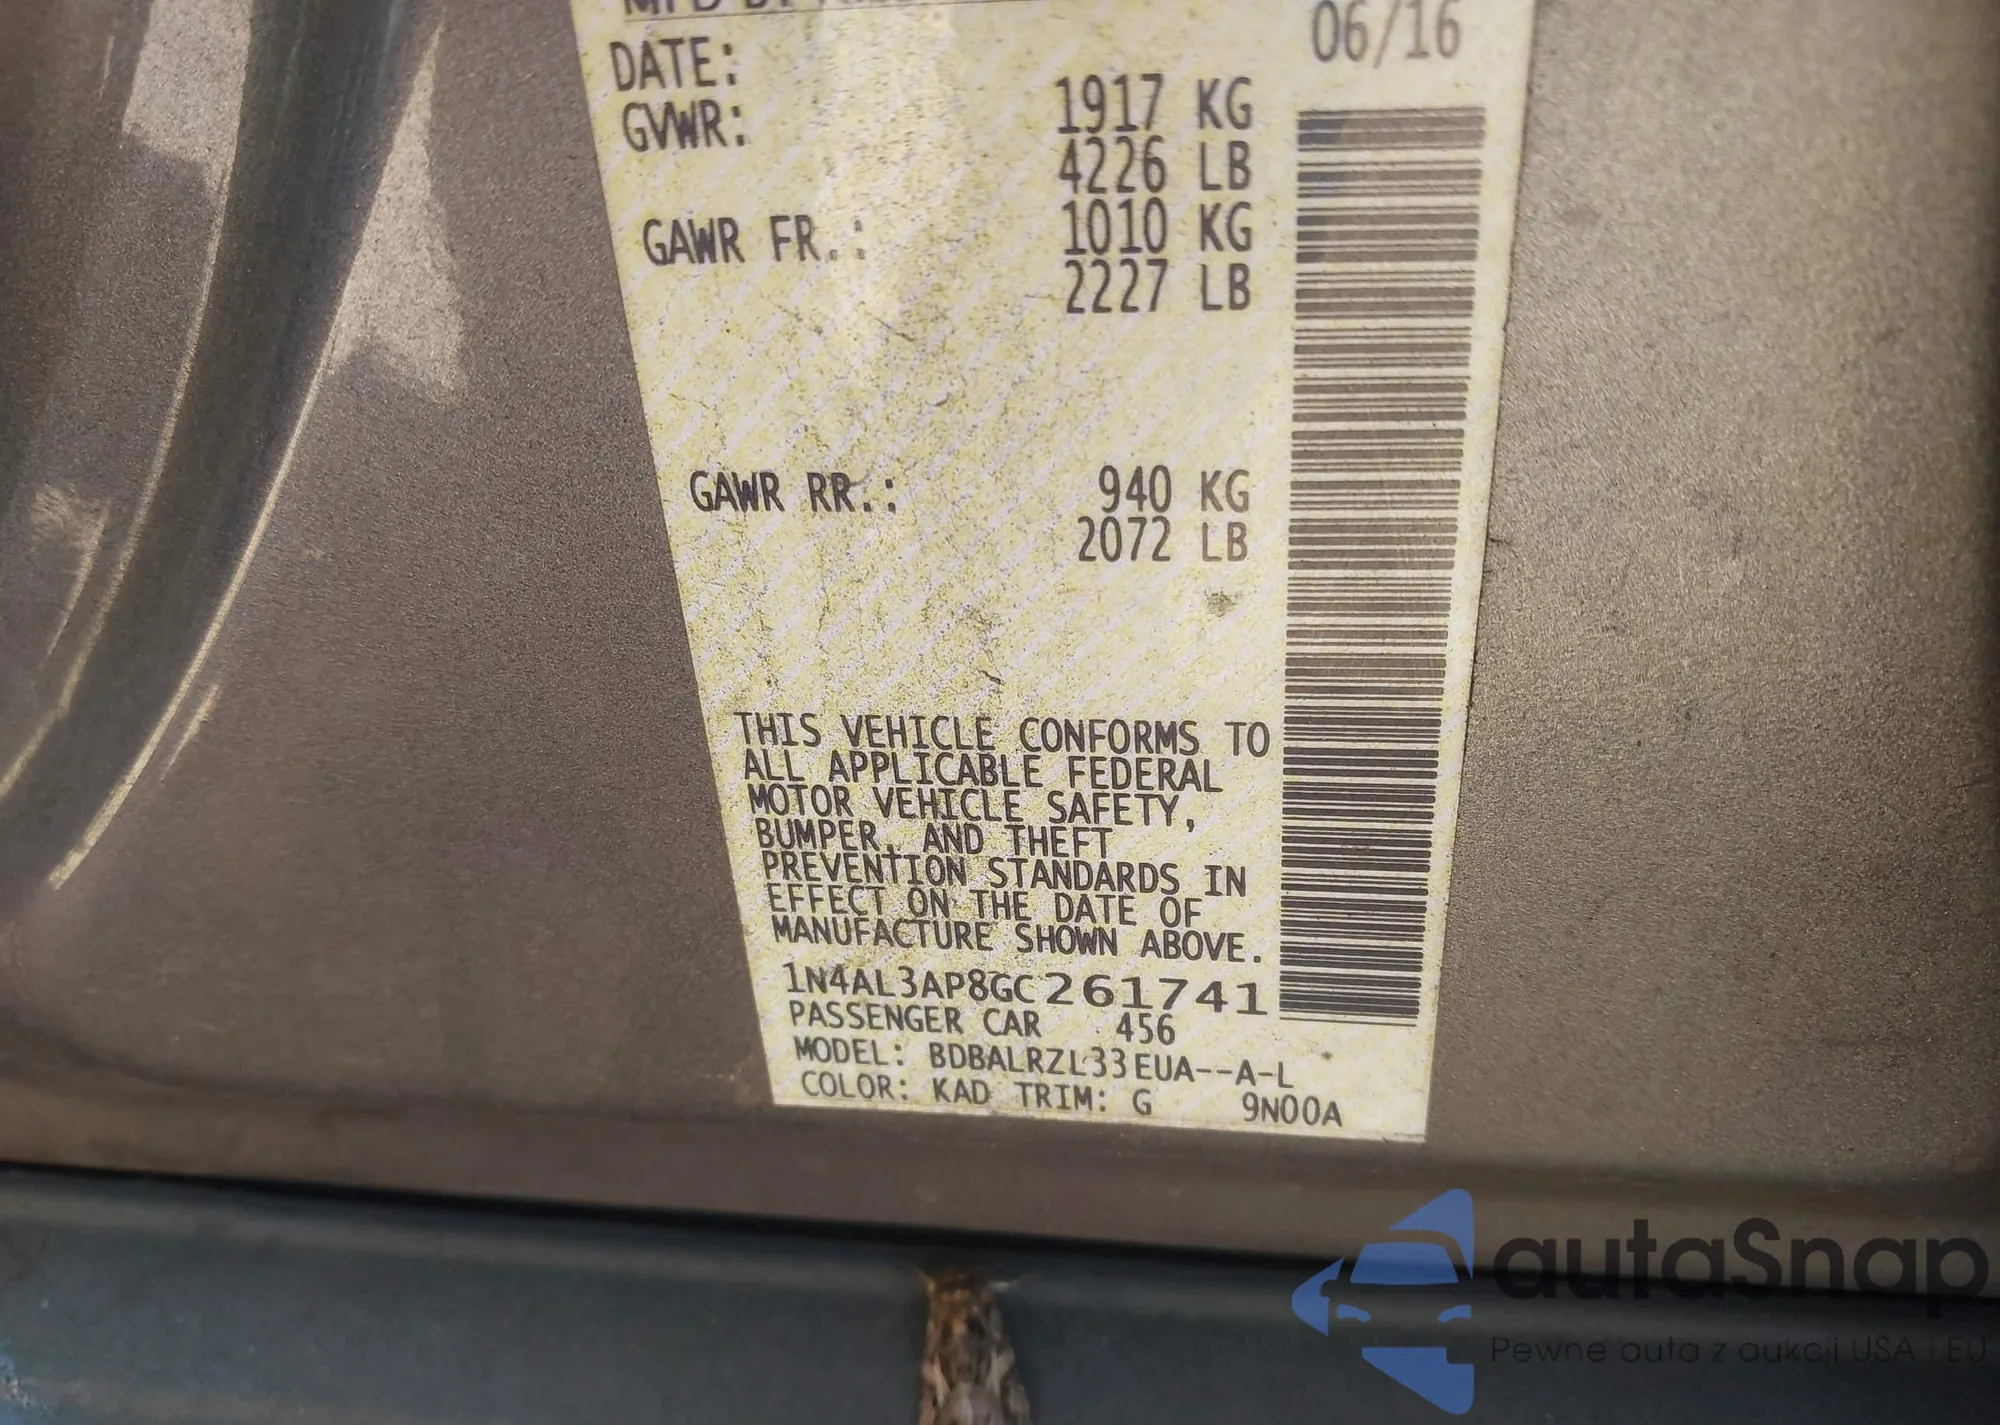 MFD BY
DATE: 06/16
GVWR: 1917 KG
4226 LB
GAWR FR.: 1010 KG
2227 LB
GAWR RR.: 940 KG
2072 LB
THIS VEHICLE CONFORMS TO
ALL APPLICABLE FEDERAL
MOTOR VEHICLE SAFETY,
BUMPER, AND THEFT
PREVENTION STANDARDS IN
EFFECT ON THE DATE OF
MANUFACTURE SHOWN ABOVE.
1N4AL3AP8GC261741
PASSENGER CAR 456
MODEL: BDBALRZL33EUA--A-L
COLOR: KAD TRIM: G 9N00A
autaSnap
Pewne auta z aukcji USA i EU